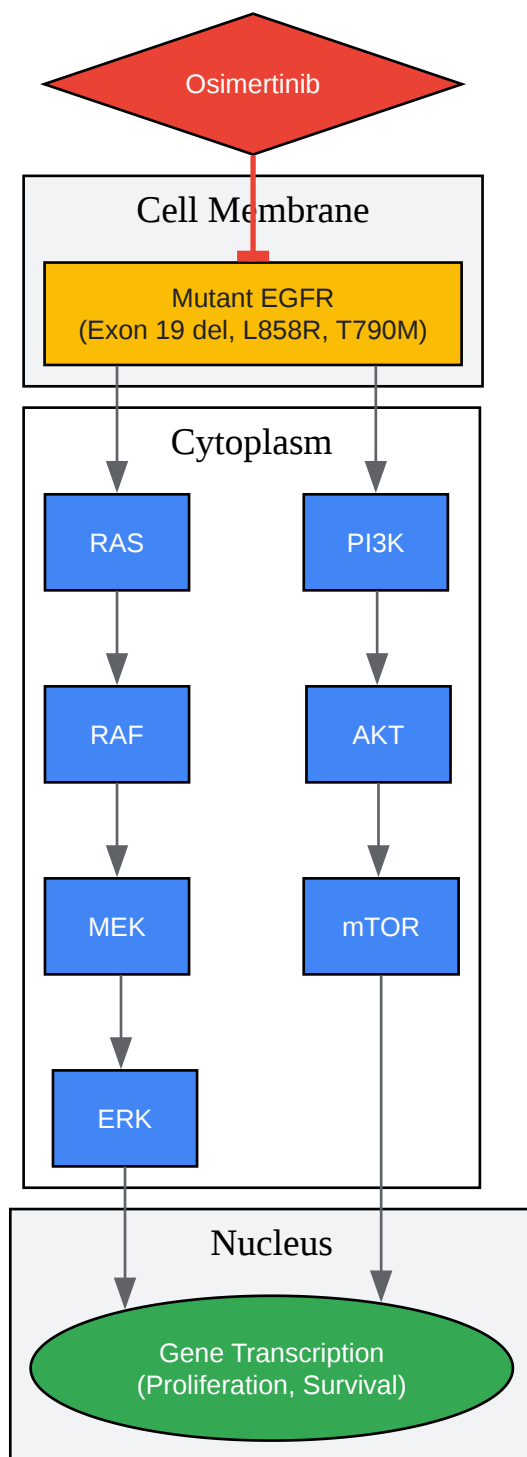 Osimertinib
Cell Membrane
Mutant EGFR
(Exon 19 del, L858R, T790M)
Cytoplasm
RAS
PI3K
RAF
AKT
MEK
mTOR
ERK
Nucleus
Gene Transcription
(Proliferation, Survival)